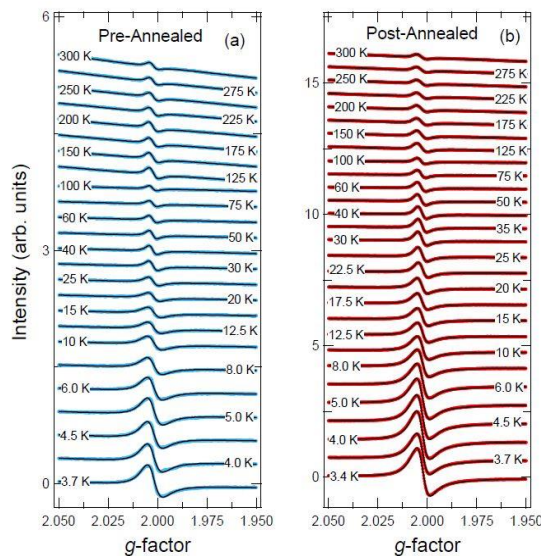 Pre-Annealed (a)
Post-Annealed (b)
Intensity (arb. units)
6
3
0
300 K
275 K
250 K
225 K
200 K
175 K
150 K
125 K
100 K
75 K
60 K
50 K
40 K
30 K
25 K
20 K
15 K
12.5 K
10 K
8.0 K
6.0 K
5.0 K
4.5 K
4.0 K
3.7 K
2.050 2.025 2.000 1.975 1.950
g-factor
15
10
5
0
300 K
275 K
250 K
225 K
200 K
175 K
150 K
125 K
100 K
75 K
60 K
50 K
40 K
35 K
30 K
25 K
22.5 K
20 K
17.5 K
15 K
12.5 K
10 K
8.0 K
6.0 K
5.0 K
4.5 K
4.0 K
3.7 K
3.4 K
2.050 2.025 2.000 1.975 1.950
g-factor